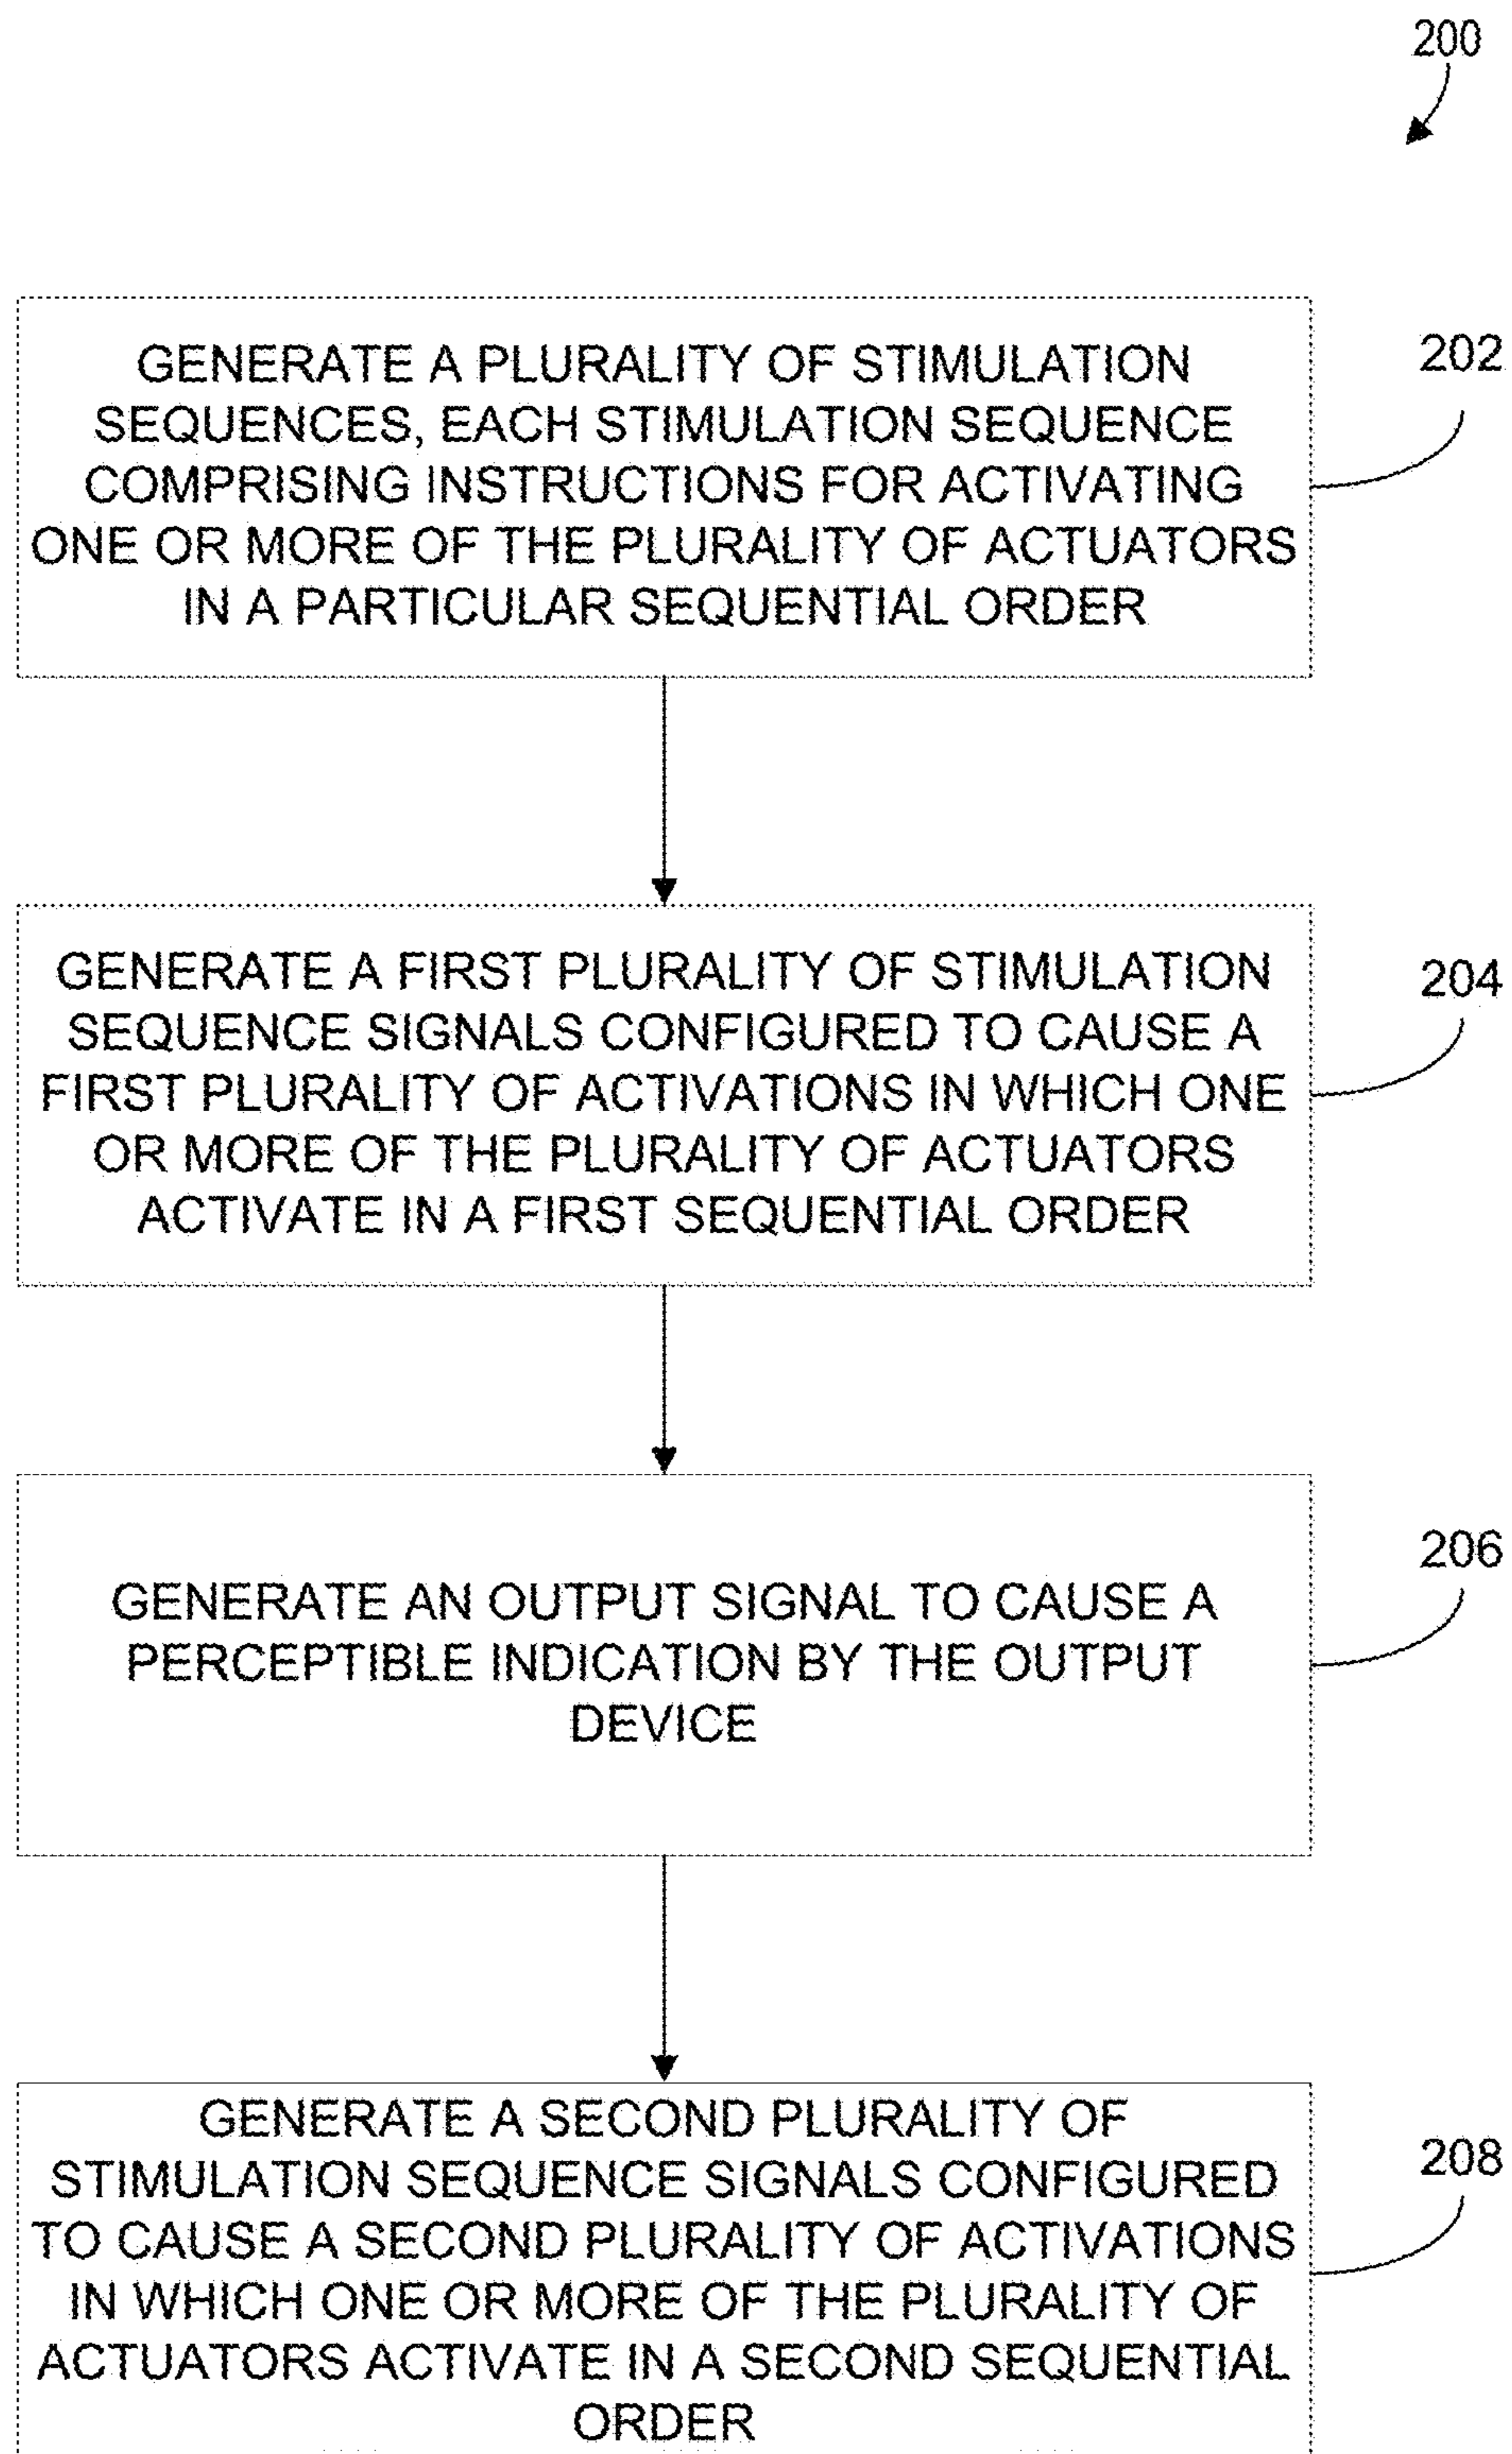 200
GENERATE A PLURALITY OF STIMULATION
SEQUENCES, EACH STIMULATION SEQUENCE
COMPRISING INSTRUCTIONS FOR ACTIVATING
ONE OR MORE OF THE PLURALITY OF ACTUATORS
IN A PARTICULAR SEQUENTIAL ORDER
202
GENERATE A FIRST PLURALITY OF STIMULATION
SEQUENCE SIGNALS CONFIGURED TO CAUSE A
FIRST PLURALITY OF ACTIVATIONS IN WHICH ONE
OR MORE OF THE PLURALITY OF ACTUATORS
ACTIVATE IN A FIRST SEQUENTIAL ORDER
204
GENERATE AN OUTPUT SIGNAL TO CAUSE A
PERCEPTIBLE INDICATION BY THE OUTPUT
DEVICE
206
GENERATE A SECOND PLURALITY OF
STIMULATION SEQUENCE SIGNALS CONFIGURED
TO CAUSE A SECOND PLURALITY OF ACTIVATIONS
IN WHICH ONE OR MORE OF THE PLURALITY OF
ACTUATORS ACTIVATE IN A SECOND SEQUENTIAL
ORDER
208